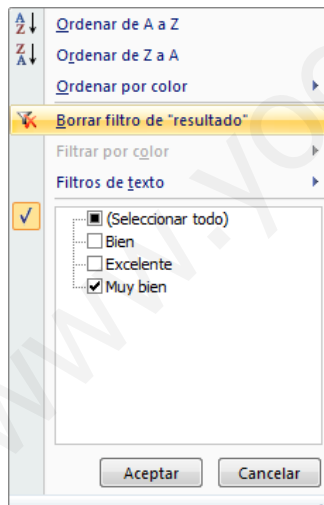 Ordenar de A a Z
Ordenar de Z a A
Ordenar por color
Borrar filtro de "resultado"
Filtrar por color
Filtros de texto
(Seleccionar todo)
Bien
Excelente
Muy bien
Aceptar Cancelar